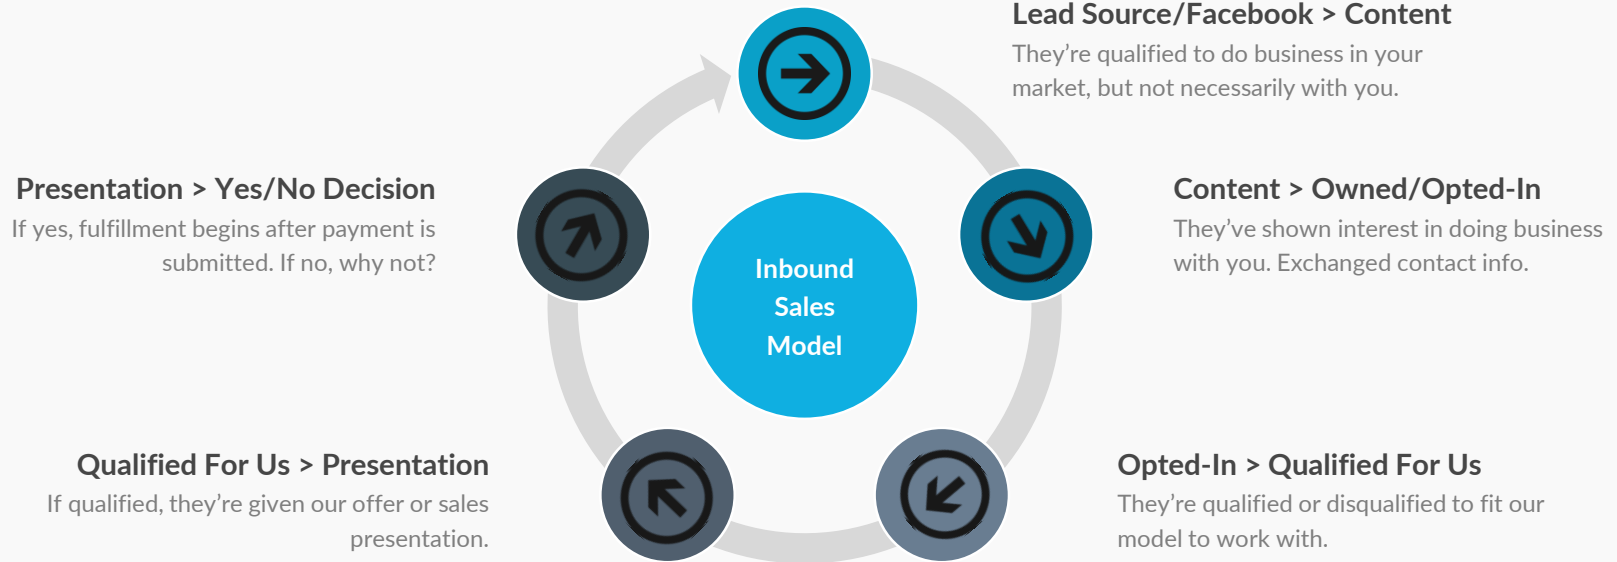 Lead Source/Facebook > Content
They’re qualified to do business in your
market, but not necessarily with you.
Content > Owned/Opted-In
They’ve shown interest in doing business
with you. Exchanged contact info.
Opted-In > Qualified For Us
They’re qualified or disqualified to fit our
model to work with.
Qualified For Us > Presentation
If qualified, they’re given our offer or sales
presentation.
Presentation > Yes/No Decision
If yes, fulfillment begins after payment is
submitted. If no, why not?
Inbound
Sales
Model